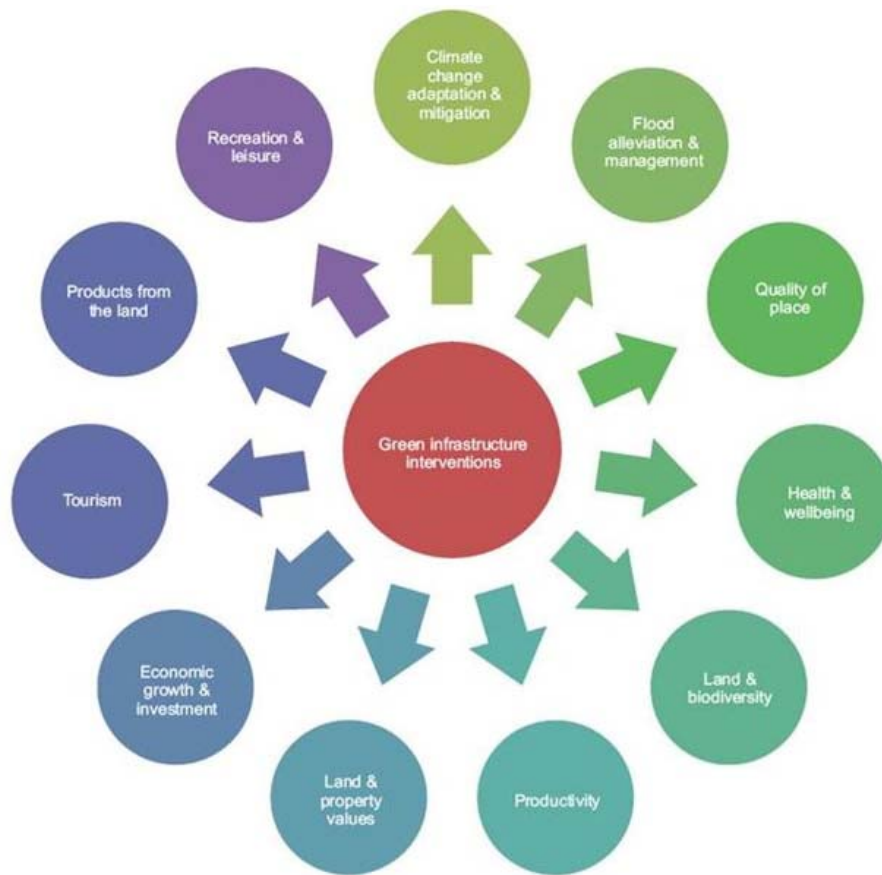 Climate
change
adaptation &
mitigation
Flood
alleviation &
management
Quality of
place
Health &
wellbeing
Land &
biodiversity
Productivity
Land &
property
values
Economic
growth &
investment
Tourism
Products from
the land
Recreation &
leisure
Green infrastructure
interventions